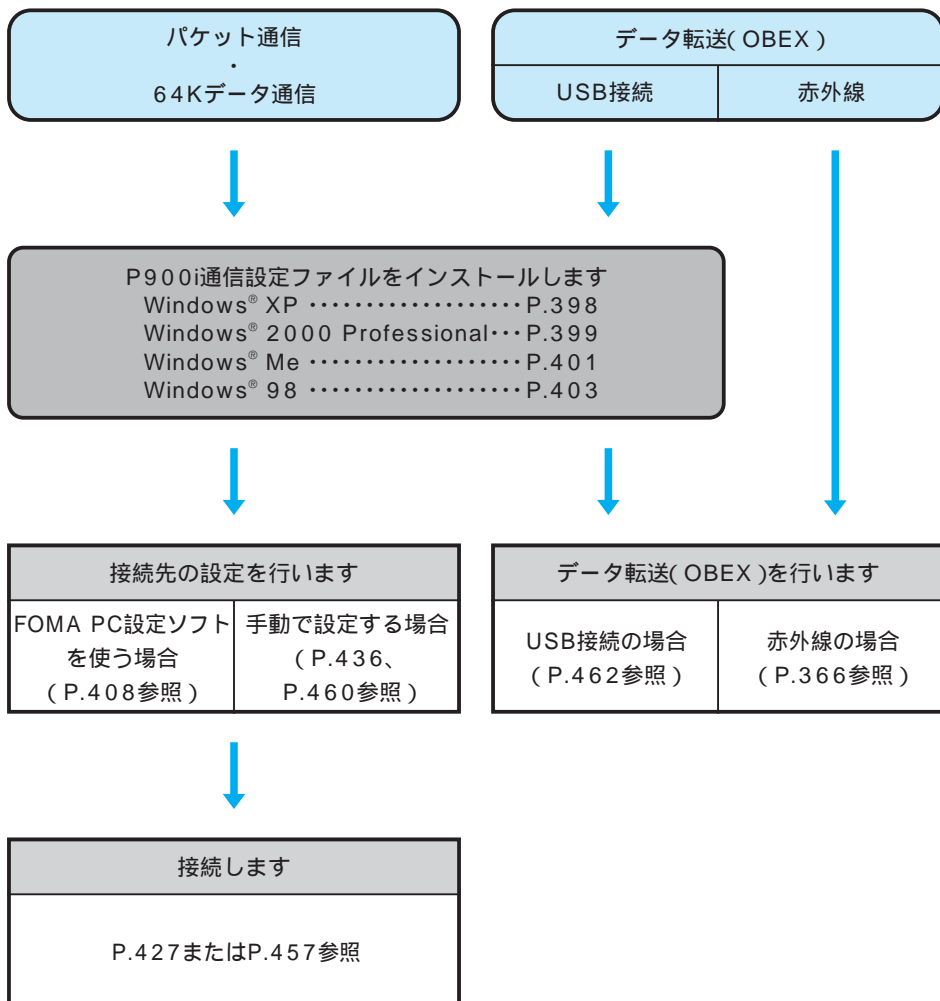 パケット通信
・
64Kデータ通信
データ転送(OBEX)
USB接続
赤外線
P900i通信設定ファイルをインストールします
Windows® XP ・・・・・・・・・・・・・・・・・・・P.398
Windows® 2000 Professional・・・P.399
Windows® Me ・・・・・・・・・・・・・・・・・・・P.401
Windows® 98 ・・・・・・・・・・・・・・・・・・・P.403
接続先の設定を行います
FOMA PC設定ソフト
を使う場合
(P.408参照)
手動で設定する場合
(P.436、
P.460参照)
データ転送(OBEX)を行います
USB接続の場合
(P.462参照)
赤外線の場合
(P.366参照)
接続します
P.427またはP.457参照